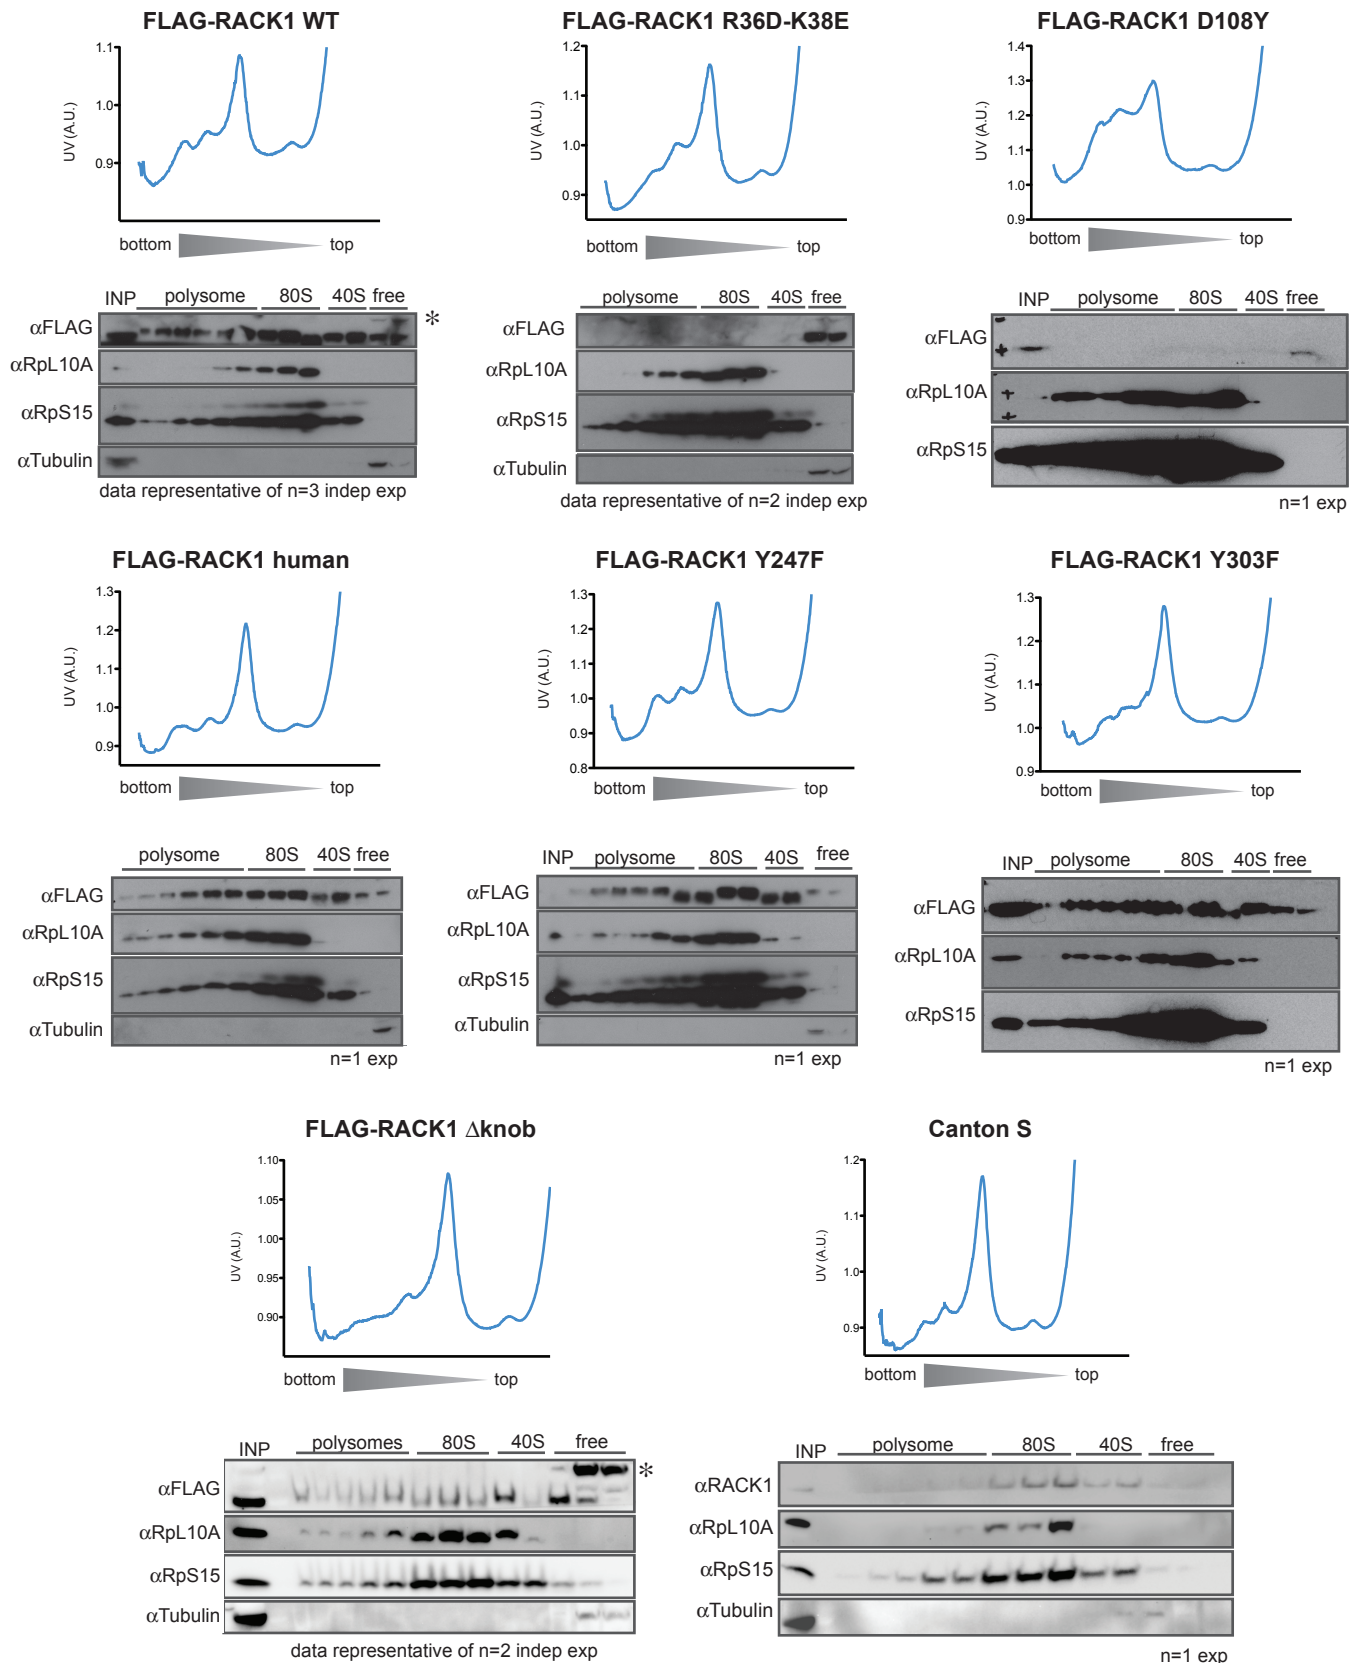 FLAG-RACK1 WT
1.1
1.0
0.9
UV (A.U.)
bottom top
INP polysome 80S 40S free
αFLAG *
αRpL10A
αRpS15
αTubulin
data representative of n=3 indep exp
FLAG-RACK1 R36D-K38E
1.2
1.1
1.0
0.9
UV (A.U.)
bottom top
polysome 80S 40S free
αFLAG
αRpL10A
αRpS15
αTubulin
data representative of n=2 indep exp
FLAG-RACK1 D108Y
1.4
1.3
1.2
1.1
1.0
0.9
UV (A.U.)
bottom top
INP polysome 80S 40S free
αFLAG
αRpL10A
αRpS15
n=1 exp
FLAG-RACK1 human
1.3
1.2
1.1
1.0
0.9
UV (A.U.)
bottom top
polysome 80S 40S free
αFLAG
αRpL10A
αRpS15
αTubulin
n=1 exp
FLAG-RACK1 Y247F
1.3
1.2
1.1
1.0
0.9
0.8
UV (A.U.)
bottom top
INP polysome 80S 40S free
αFLAG
αRpL10A
αRpS15
αTubulin
n=1 exp
FLAG-RACK1 Y303F
1.3
1.2
1.1
1.0
0.9
UV (A.U.)
bottom top
INP polysome 80S 40S free
αFLAG
αRpL10A
αRpS15
n=1 exp
FLAG-RACK1 Δknob
1.10
1.05
1.00
0.95
0.90
UV (A.U.)
bottom top
INP polysomes 80S 40S free
αFLAG *
αRpL10A
αRpS15
αTubulin
data representative of n=2 indep exp
Canton S
1.2
1.1
1.0
0.9
UV (A.U.)
bottom top
INP polysome 80S 40S free
αRACK1
αRpL10A
αRpS15
αTubulin
n=1 exp